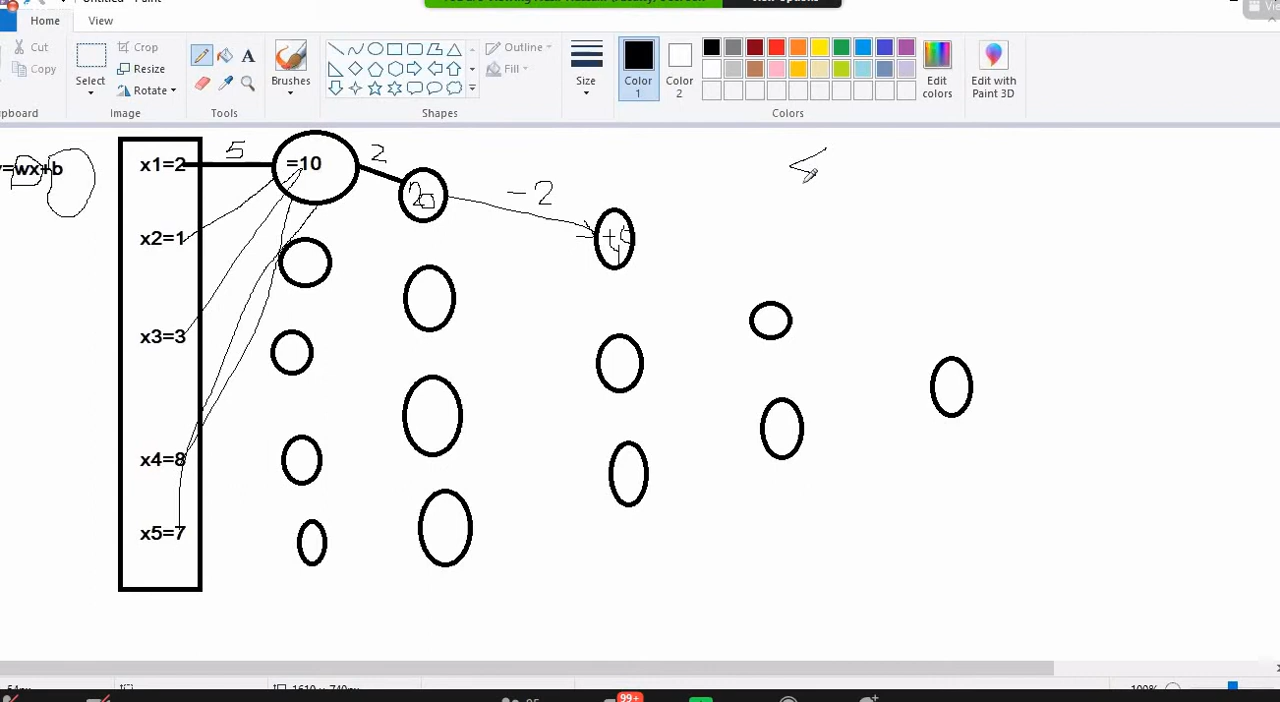 Home
View
Cut
Copy
Select
Crop
Resize
Rotate
Brushes
Outline
Fill
Size
Color 1
Color 2
Edit colors
Edit with Paint 3D
Image
Tools
Shapes
Colors
=wx+b
x1=2
5
=10
2
20
-2
x2=1
x3=3
x4=8
x5=7
99+